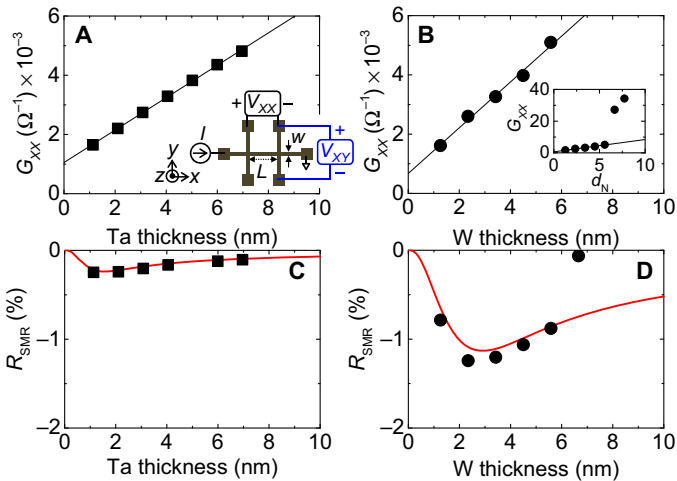 A
G_XX (Ω⁻¹) × 10⁻³
6
4
2
0
0 2 4 6 8 10
Ta thickness (nm)
+ V_XX −
I
w
L
+
V_XY
−
y
z x
B
G_XX (Ω⁻¹) × 10⁻³
6
4
2
0
0 2 4 6 8 10
W thickness (nm)
G_XX
40
20
0
0 5 10
d_N
C
R_SMR (%)
0
−1
−2
0 2 4 6 8 10
Ta thickness (nm)
D
R_SMR (%)
0
−1
−2
0 2 4 6 8 10
W thickness (nm)